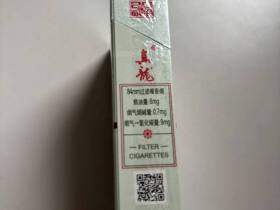 真龍
84mm过滤嘴香烟
焦油量:8mg
烟气烟碱量:0.7mg
烟气一氧化碳量:9mg
FILTER
CIGARETTES